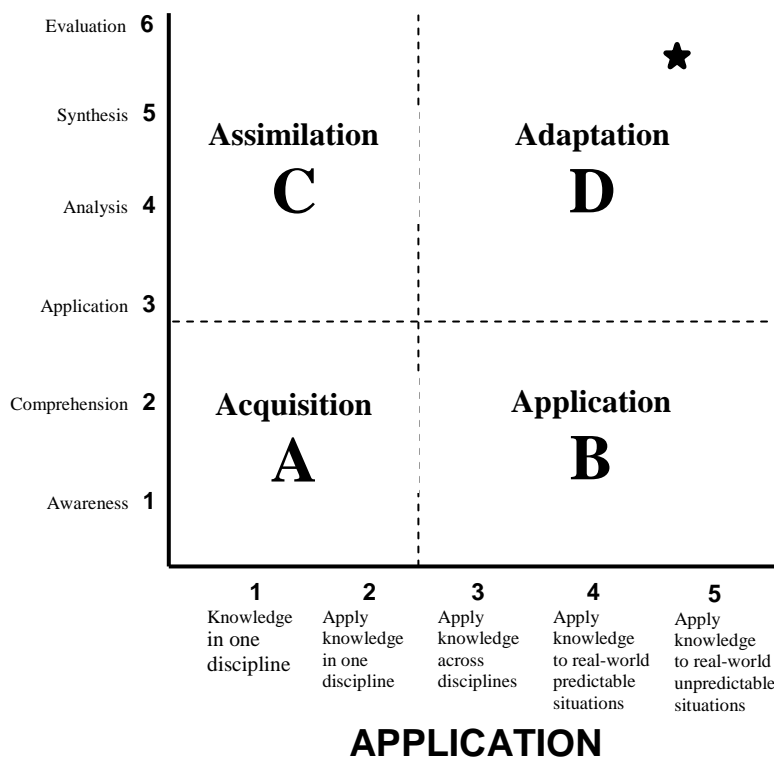 Evaluation 6
Synthesis 5
Assimilation
C
Adaptation
D
Analysis 4
Application 3
Comprehension 2
Acquisition
A
Application
B
Awareness 1
1
Knowledge
in one
discipline
2
Apply
knowledge
in one
discipline
3
Apply
knowledge
across
disciplines
4
Apply
knowledge
to real-world
predictable
situations
5
Apply
knowledge
to real-world
unpredictable
situations
APPLICATION